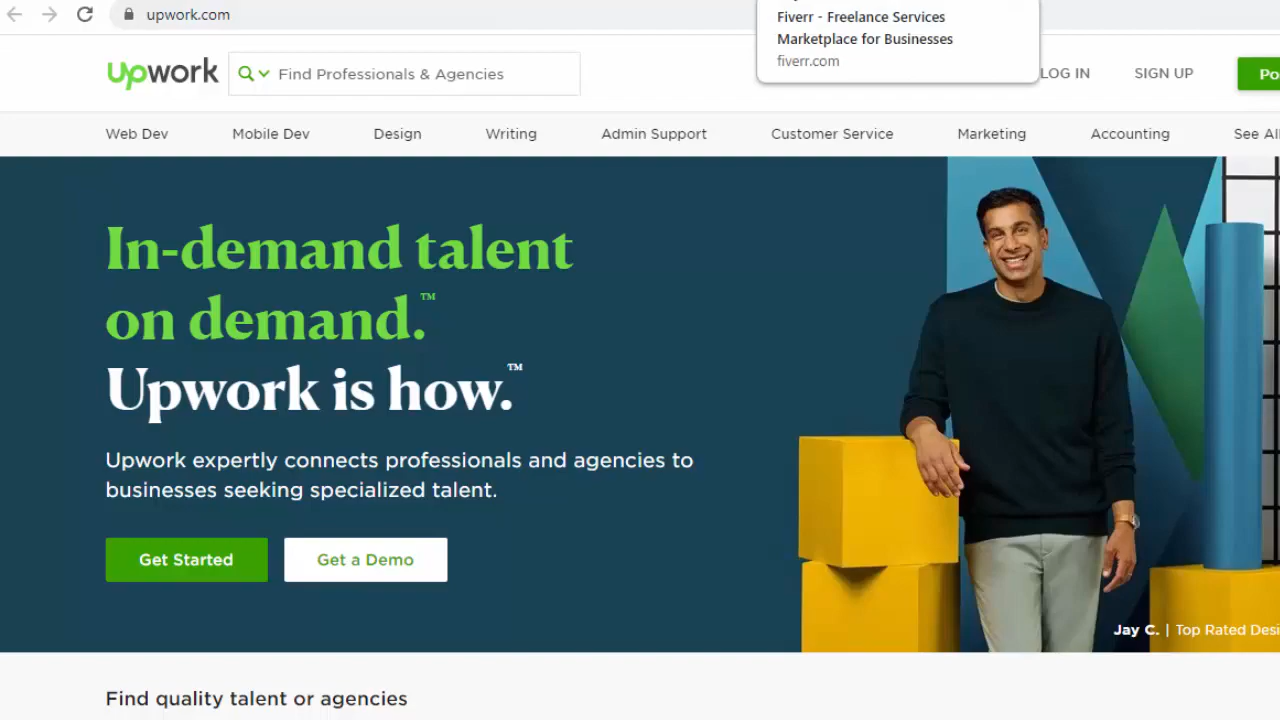 upwork.com
Fiverr - Freelance Services
Marketplace for Businesses
fiverr.com
upwork
Find Professionals & Agencies
LOG IN
SIGN UP
Web Dev
Mobile Dev
Design
Writing
Admin Support
Customer Service
Marketing
Accounting
See All
In-demand talent
on demand.™
Upwork is how.™
Upwork expertly connects professionals and agencies to
businesses seeking specialized talent.
Get Started
Get a Demo
Jay C. | Top Rated
Find quality talent or agencies